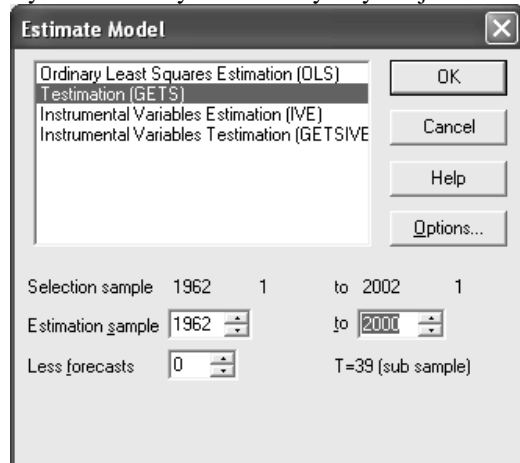 Estimate Model
Ordinary Least Squares Estimation (OLS)
Testimation (GETS)
Instrumental Variables Estimation (IVE)
Instrumental Variables Testimation (GETSIVE
OK
Cancel
Help
Options...
Selection sample 1962 1 to 2002 1
Estimation sample 1962 to 2000
Less forecasts 0 T=39 (sub sample)